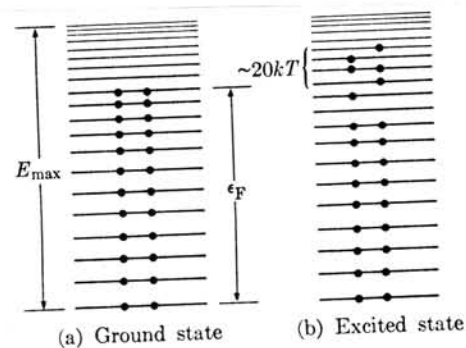 ~20kT
E_max
ϵ_F
(a) Ground state
(b) Excited state